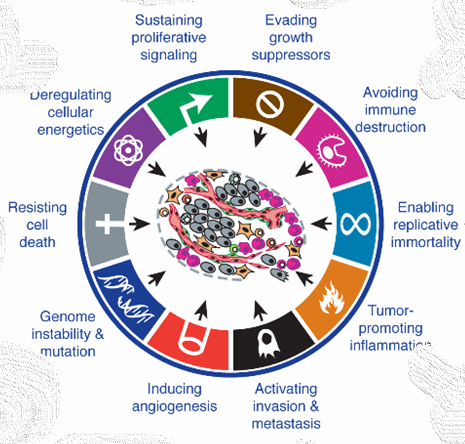 Sustaining
proliferative
signaling
Evading
growth
suppressors
Avoiding
immune
destruction
Enabling
replicative
immortality
Tumor-
promoting
inflammation
Activating
invasion &
metastasis
Inducing
angiogenesis
Genome
instability &
mutation
Resisting
cell
death
Deregulating
cellular
energetics